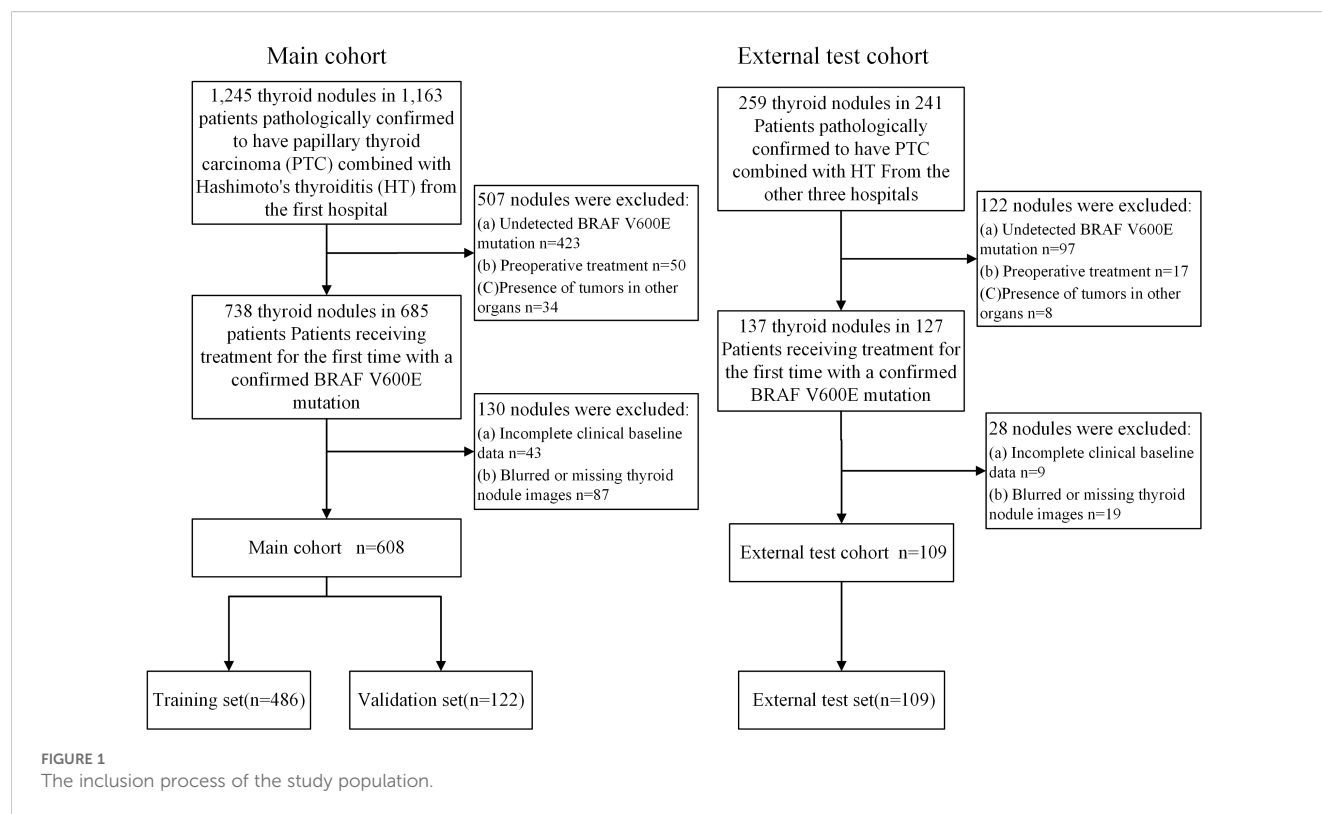 Main cohort
1,245 thyroid nodules in 1,163
patients pathologically confirmed
to have papillary thyroid
carcinoma (PTC) combined with
Hashimoto's thyroiditis (HT) from
the first hospital
507 nodules were excluded:
(a) Undetected BRAF V600E
mutation n=423
(b) Preoperative treatment n=50
(C)Presence of tumors in other
organs n=34
738 thyroid nodules in 685
patients Patients receiving
treatment for the first time with a
confirmed BRAF V600E
mutation
130 nodules were excluded:
(a) Incomplete clinical baseline
data n=43
(b) Blurred or missing thyroid
nodule images n=87
Main cohort n=608
Training set(n=486)
Validation set(n=122)
External test cohort
259 thyroid nodules in 241
Patients pathologically
confirmed to have PTC
combined with HT From the
other three hospitals
122 nodules were excluded:
(a) Undetected BRAF V600E
mutation n=97
(b) Preoperative treatment n=17
(C)Presence of tumors in other
organs n=8
137 thyroid nodules in 127
Patients receiving treatment for
the first time with a confirmed
BRAF V600E mutation
28 nodules were excluded:
(a) Incomplete clinical baseline
data n=9
(b) Blurred or missing thyroid
nodule images n=19
External test cohort n=109
External test set(n=109)
FIGURE 1
The inclusion process of the study population.